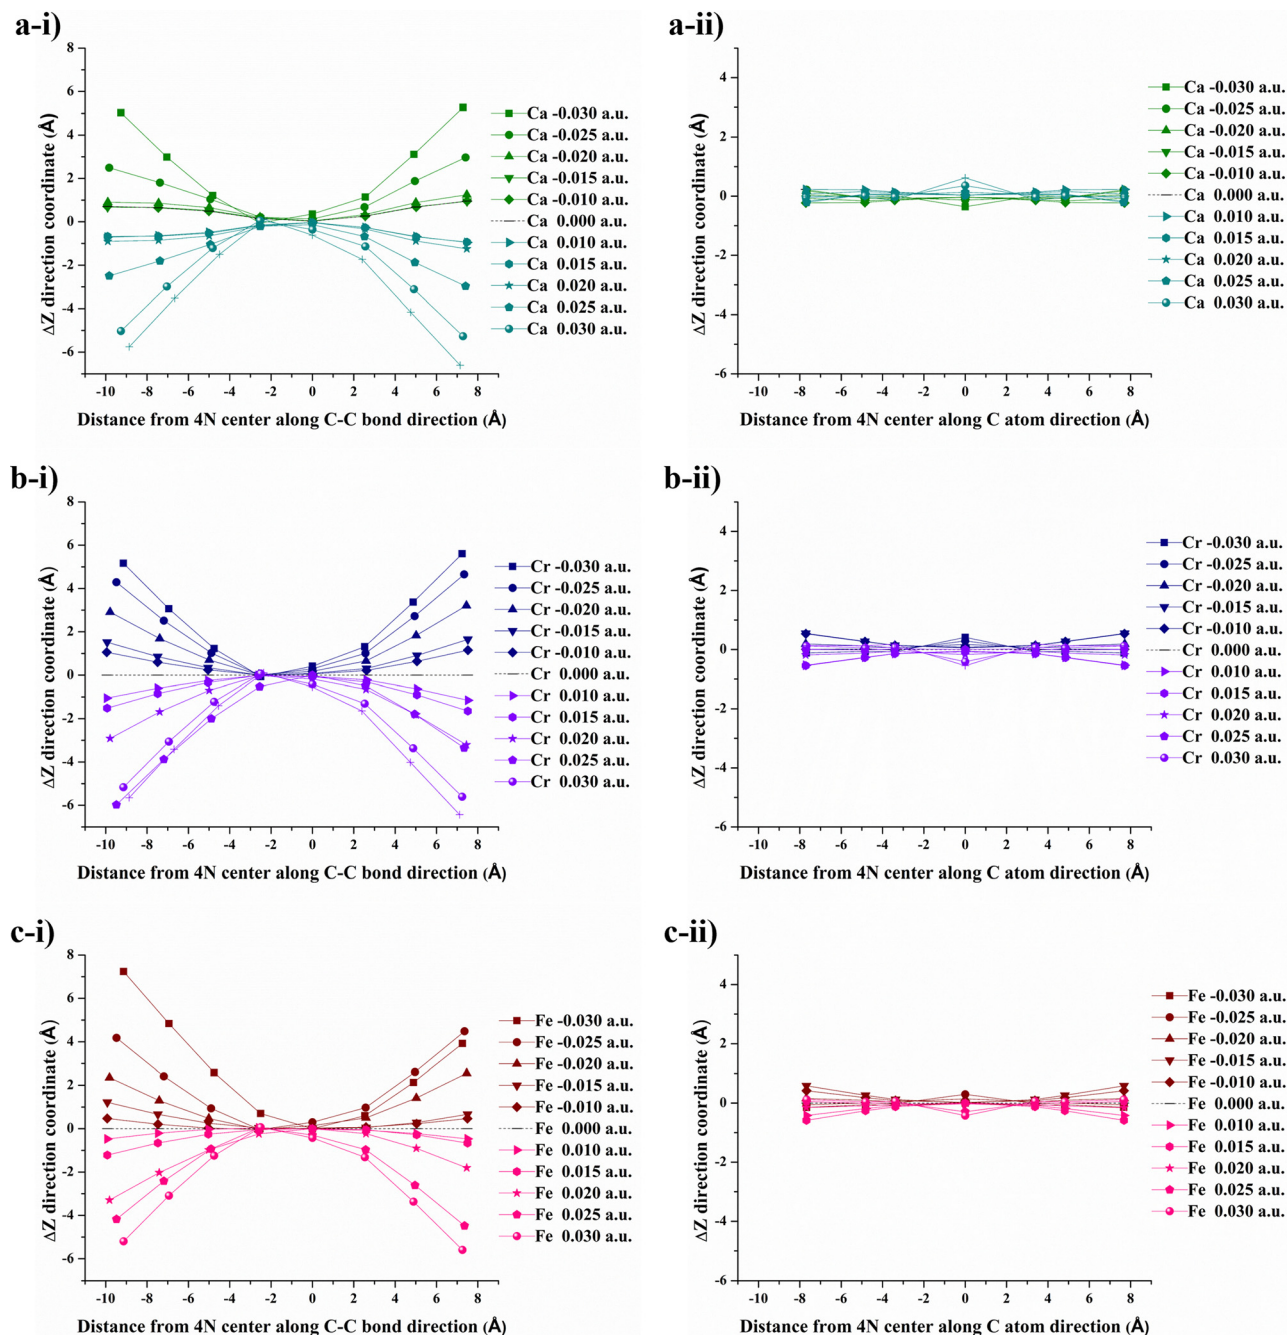 a-i)
ΔZ direction coordinate (Å)
8
6
4
2
0
-2
-4
-6
-10 -8 -6 -4 -2 0 2 4 6 8
Distance from 4N center along C-C bond direction (Å)
Ca -0.030 a.u.
Ca -0.025 a.u.
Ca -0.020 a.u.
Ca -0.015 a.u.
Ca -0.010 a.u.
Ca 0.000 a.u.
Ca 0.010 a.u.
Ca 0.015 a.u.
Ca 0.020 a.u.
Ca 0.025 a.u.
Ca 0.030 a.u.
a-ii)
ΔZ direction coordinate (Å)
4
2
0
-2
-4
-6
-10 -8 -6 -4 -2 0 2 4 6 8
Distance from 4N center along C atom direction (Å)
Ca -0.030 a.u.
Ca -0.025 a.u.
Ca -0.020 a.u.
Ca -0.015 a.u.
Ca -0.010 a.u.
Ca 0.000 a.u.
Ca 0.010 a.u.
Ca 0.015 a.u.
Ca 0.020 a.u.
Ca 0.025 a.u.
Ca 0.030 a.u.
b-i)
ΔZ direction coordinate (Å)
8
6
4
2
0
-2
-4
-6
-10 -8 -6 -4 -2 0 2 4 6 8
Distance from 4N center along C-C bond direction (Å)
Cr -0.030 a.u.
Cr -0.025 a.u.
Cr -0.020 a.u.
Cr -0.015 a.u.
Cr -0.010 a.u.
Cr 0.000 a.u.
Cr 0.010 a.u.
Cr 0.015 a.u.
Cr 0.020 a.u.
Cr 0.025 a.u.
Cr 0.030 a.u.
b-ii)
ΔZ direction coordinate (Å)
4
2
0
-2
-4
-6
-10 -8 -6 -4 -2 0 2 4 6 8
Distance from 4N center along C atom direction (Å)
Cr -0.030 a.u.
Cr -0.025 a.u.
Cr -0.020 a.u.
Cr -0.015 a.u.
Cr -0.010 a.u.
Cr 0.000 a.u.
Cr 0.010 a.u.
Cr 0.015 a.u.
Cr 0.020 a.u.
Cr 0.025 a.u.
Cr 0.030 a.u.
c-i)
ΔZ direction coordinate (Å)
8
6
4
2
0
-2
-4
-6
-10 -8 -6 -4 -2 0 2 4 6 8
Distance from 4N center along C-C bond direction (Å)
Fe -0.030 a.u.
Fe -0.025 a.u.
Fe -0.020 a.u.
Fe -0.015 a.u.
Fe -0.010 a.u.
Fe 0.000 a.u.
Fe 0.010 a.u.
Fe 0.015 a.u.
Fe 0.020 a.u.
Fe 0.025 a.u.
Fe 0.030 a.u.
c-ii)
ΔZ direction coordinate (Å)
4
2
0
-2
-4
-6
-10 -8 -6 -4 -2 0 2 4 6 8
Distance from 4N center along C atom direction (Å)
Fe -0.030 a.u.
Fe -0.025 a.u.
Fe -0.020 a.u.
Fe -0.015 a.u.
Fe -0.010 a.u.
Fe 0.000 a.u.
Fe 0.010 a.u.
Fe 0.015 a.u.
Fe 0.020 a.u.
Fe 0.025 a.u.
Fe 0.030 a.u.